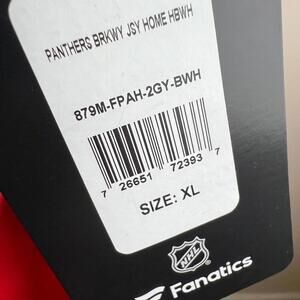 PANTHERS BRKWY JSY HOME HBWH
879M-FPAH-2GY-BWH
7 26651 72393 7
SIZE: XL
NHL
Fanatics